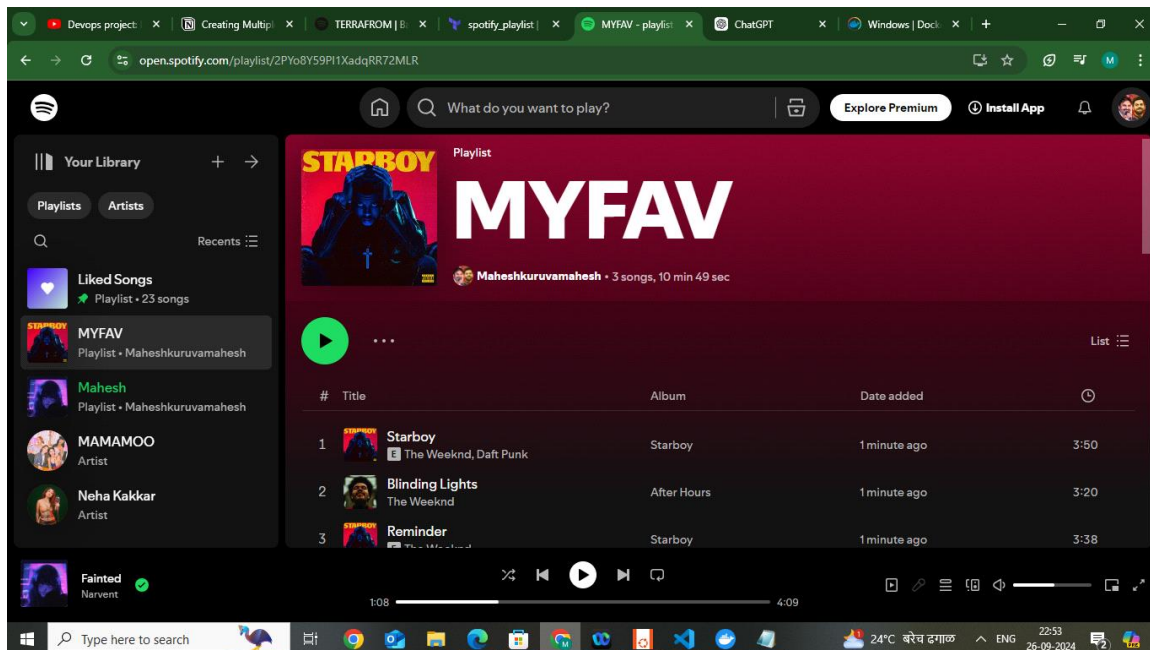 Devops project:
Creating Multipl
TERRAFROM | B
spotify_playlist |
MYFAV - playlist
ChatGPT
Windows | Dock
open.spotify.com/playlist/2PYo8Y59Pl1XadqRR72MLR
M
What do you want to play?
Explore Premium
Install App
Your Library
Playlists
Artists
Recents
Liked Songs
Playlist • 23 songs
MYFAV
Playlist • Maheshkuruvamahesh
Mahesh
Playlist • Maheshkuruvamahesh
MAMAMOO
Artist
Neha Kakkar
Artist
STARBOY
Playlist
MYFAV
Maheshkuruvamahesh • 3 songs, 10 min 49 sec
List
# Title Album Date added
1 Starboy Starboy 1 minute ago 3:50
E The Weeknd, Daft Punk
2 Blinding Lights After Hours 1 minute ago 3:20
The Weeknd
3 Reminder Starboy 1 minute ago 3:38
E The Weeknd
Fainted
Narvent
1:08
4:09
Type here to search
24°C बरेच ढगाळ
ENG
22:53
26-09-2024
2